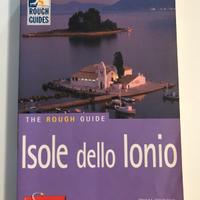 ROUGH
GUIDES
THE ROUGH GUIDE
Isole dello Ionio